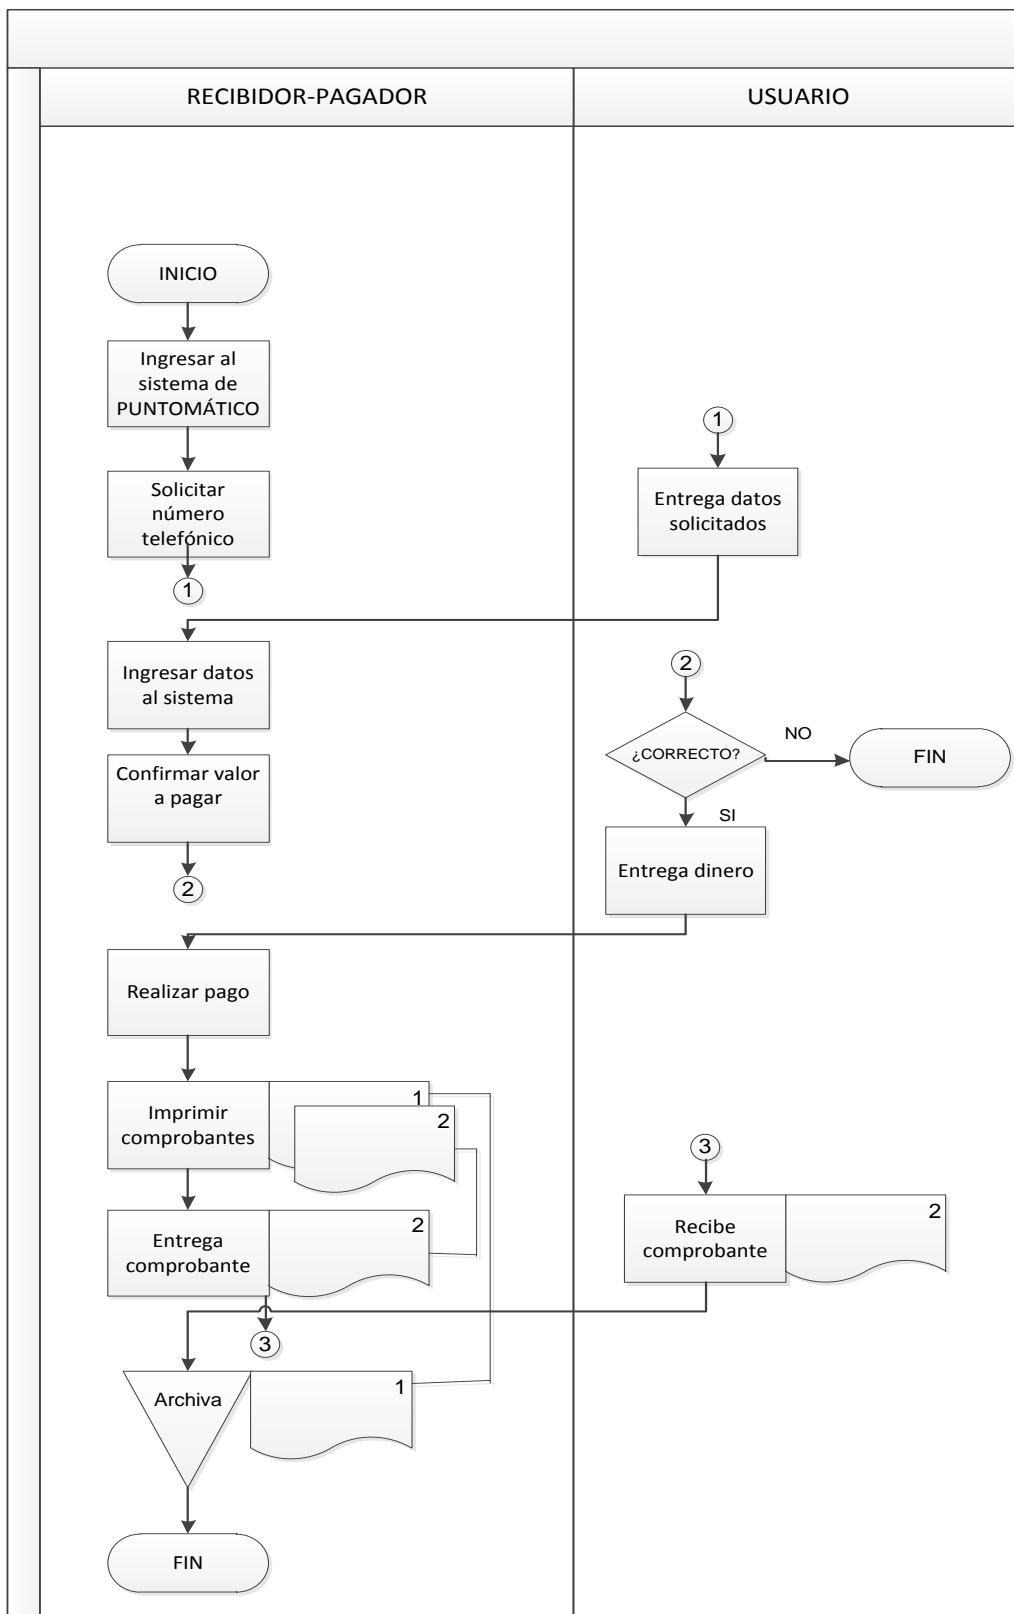 RECIBIDOR-PAGADOR
USUARIO
INICIO
Ingresar al
sistema de
PUNTOMÁTICO
1
Solicitar
número
telefónico
Entrega datos
solicitados
1
Ingresar datos
al sistema
2
¿CORRECTO?
NO
FIN
Confirmar valor
a pagar
SI
Entrega dinero
2
Realizar pago
Imprimir
comprobantes
1
2
3
Entrega
comprobante
2
Recibe
comprobante
2
3
Archiva
1
FIN